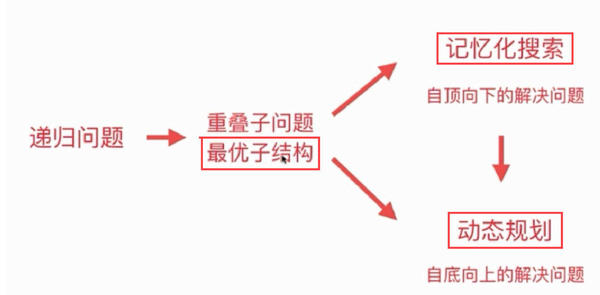 递归问题
重叠子问题
最优子结构
记忆化搜索
自顶向下的解决问题
动态规划
自底向上的解决问题